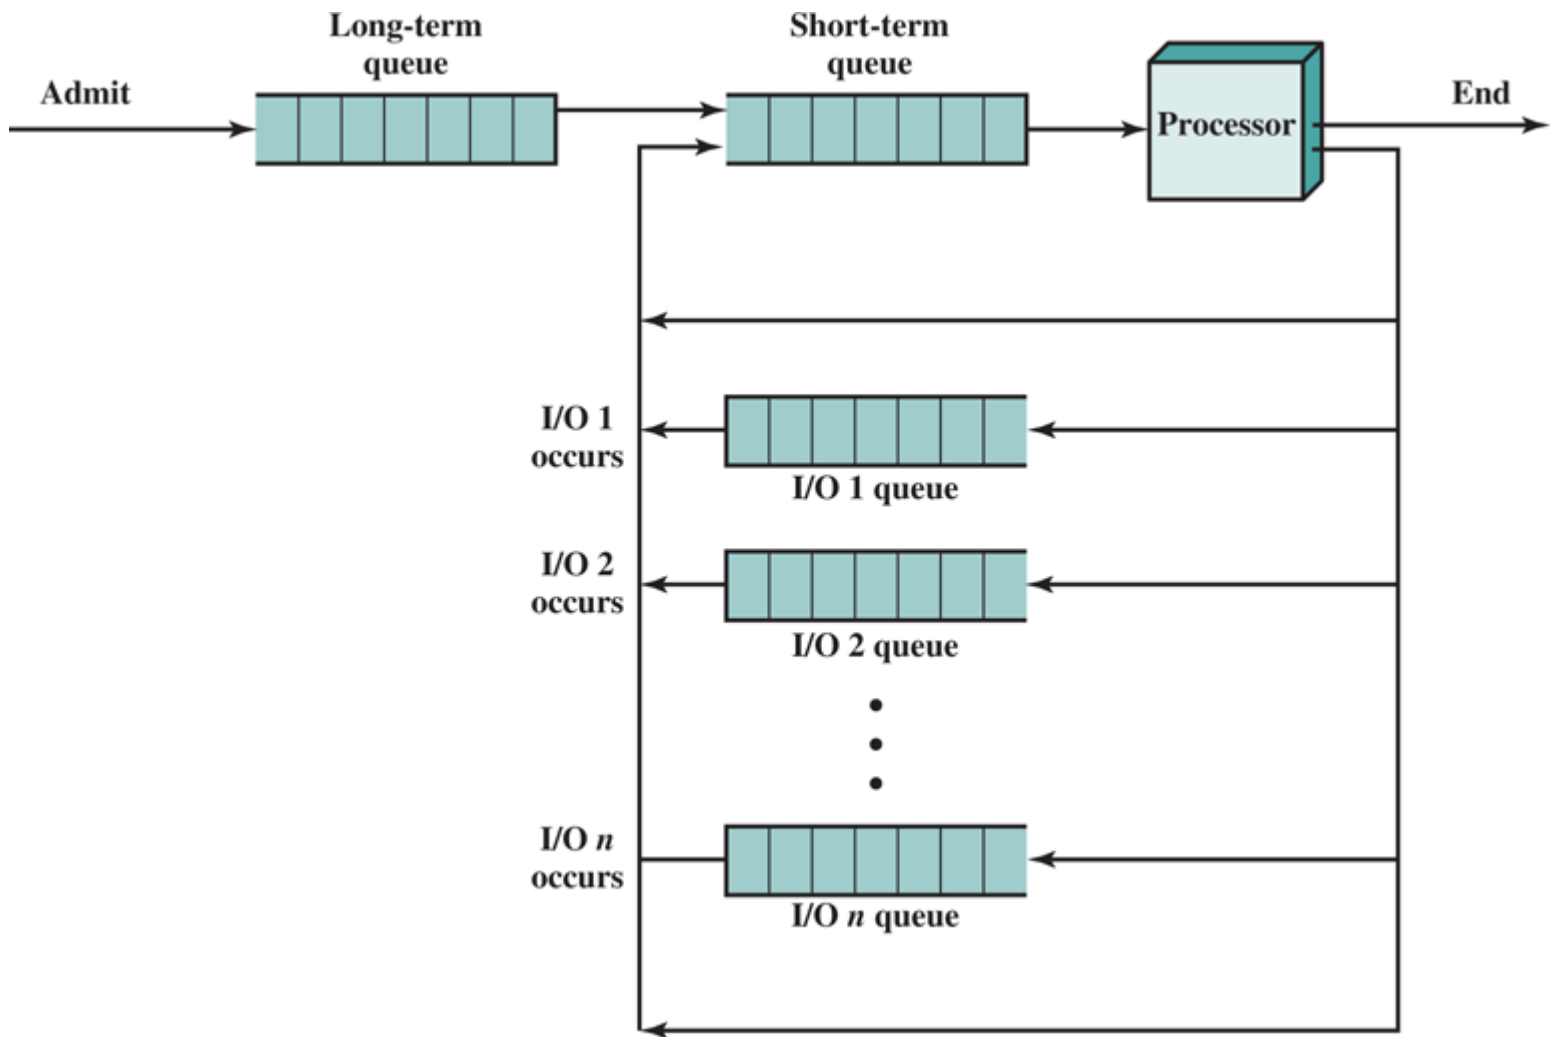 Long-term
queue
Short-term
queue
Admit
Processor
End
I/O 1
occurs
I/O 1 queue
I/O 2
occurs
I/O 2 queue
I/O n
occurs
I/O n queue